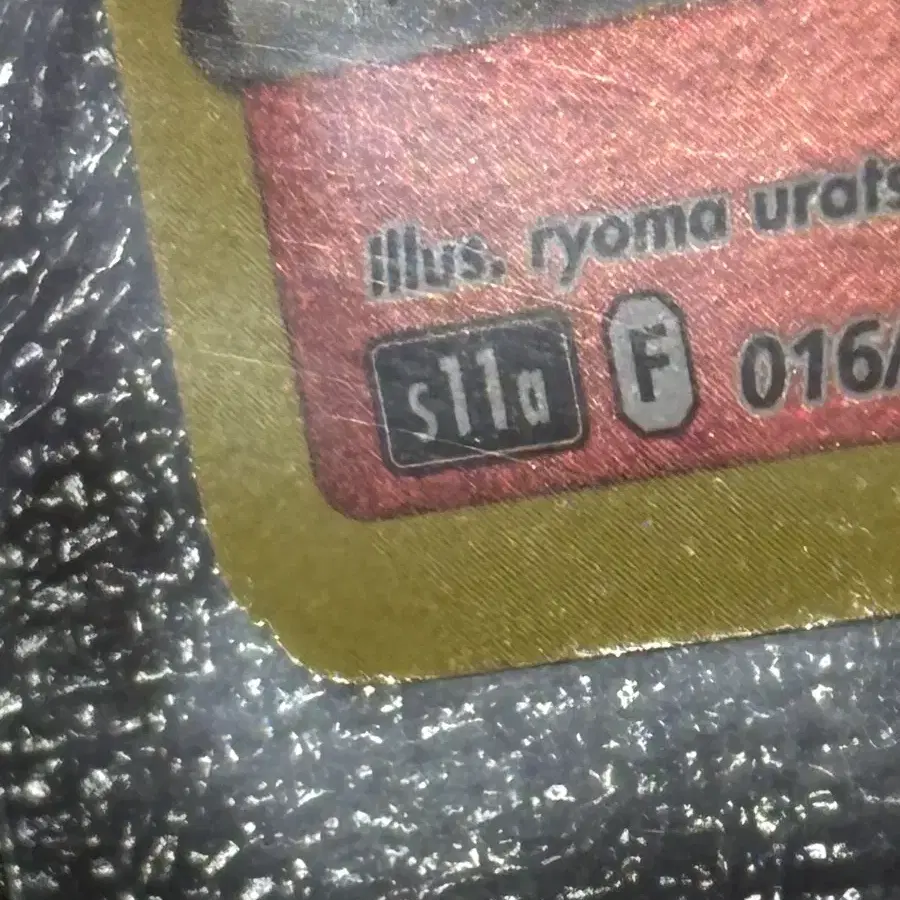 Illus. ryoma urats
s11a F 016/